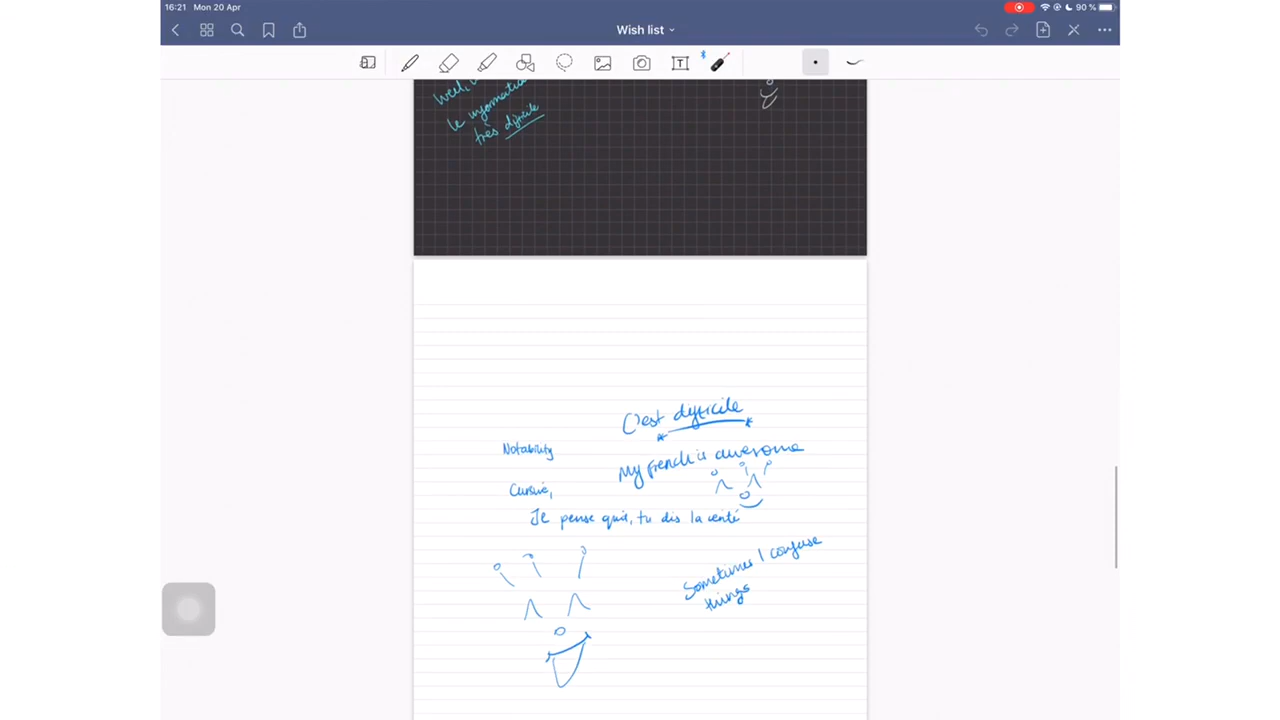 16:21 Mon 20 Apr
90 %
Wish list
T
le informatiq
très difficile
C'est difficile
My French is awesome
Notability
Cursive,
Je pense que, tu dis la verité
Sometimes I confuse
things